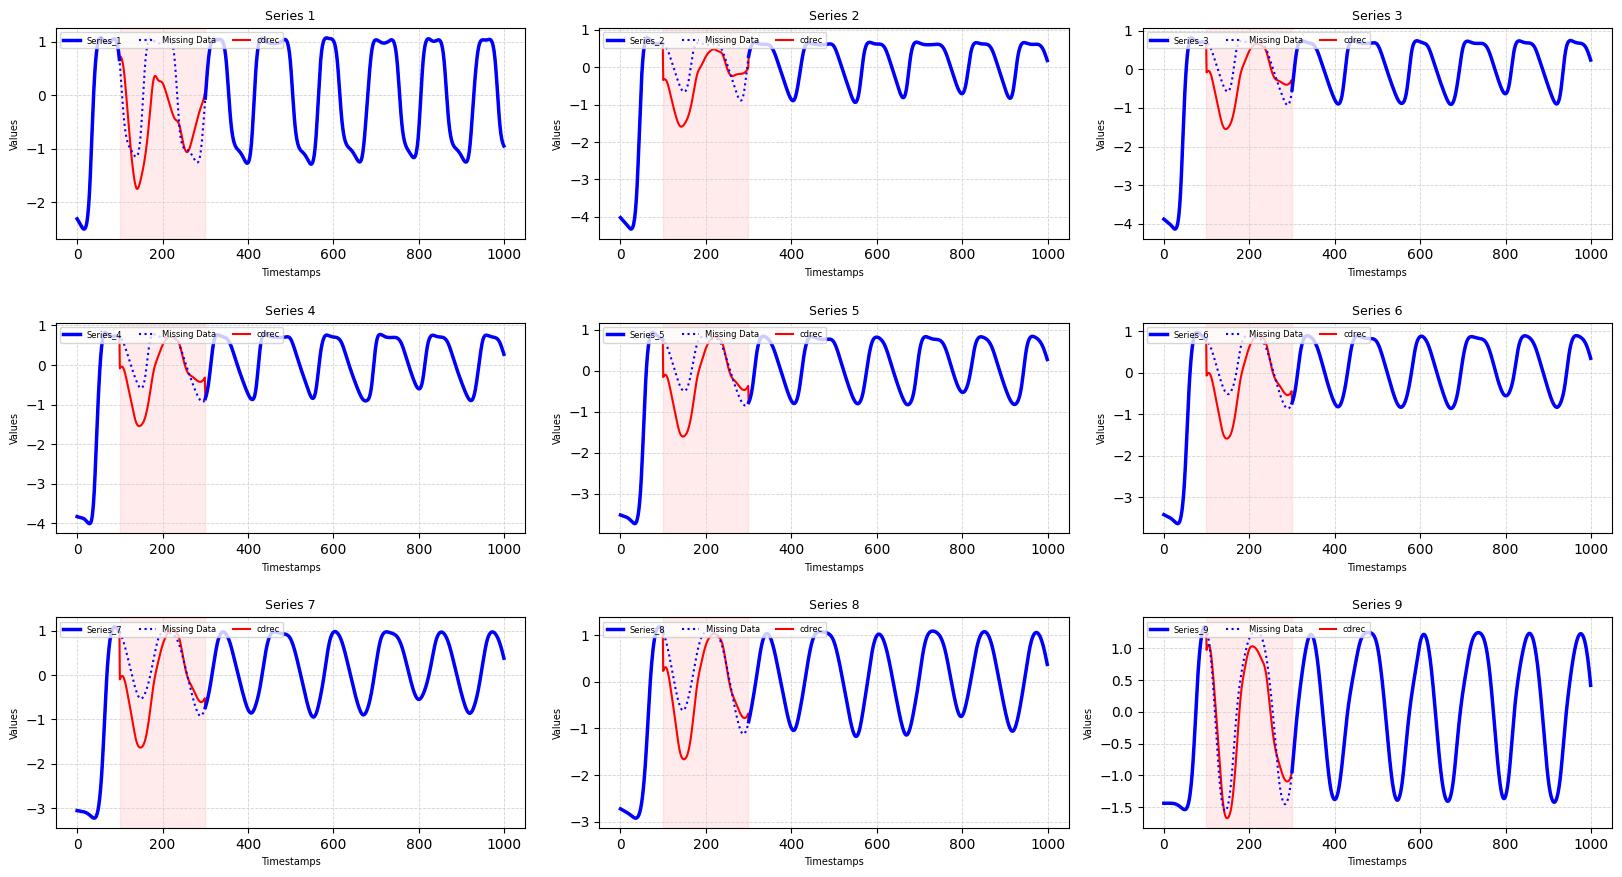 Series 1
Series_1 Missing Data cdrec
Values
1
0
−1
−2
0 200 400 600 800 1000
Timestamps
Series 2
Series_2 Missing Data cdrec
Values
1
0
−1
−2
−3
−4
0 200 400 600 800 1000
Timestamps
Series 3
Series_3 Missing Data cdrec
Values
1
0
−1
−2
−3
−4
0 200 400 600 800 1000
Timestamps
Series 4
Series_4 Missing Data cdrec
Values
1
0
−1
−2
−3
−4
0 200 400 600 800 1000
Timestamps
Series 5
Series_5 Missing Data cdrec
Values
1
0
−1
−2
−3
0 200 400 600 800 1000
Timestamps
Series 6
Series_6 Missing Data cdrec
Values
1
0
−1
−2
−3
0 200 400 600 800 1000
Timestamps
Series 7
Series_7 Missing Data cdrec
Values
1
0
−1
−2
−3
0 200 400 600 800 1000
Timestamps
Series 8
Series_8 Missing Data cdrec
Values
1
0
−1
−2
−3
0 200 400 600 800 1000
Timestamps
Series 9
Series_9 Missing Data cdrec
Values
1.0
0.5
0.0
−0.5
−1.0
−1.5
0 200 400 600 800 1000
Timestamps